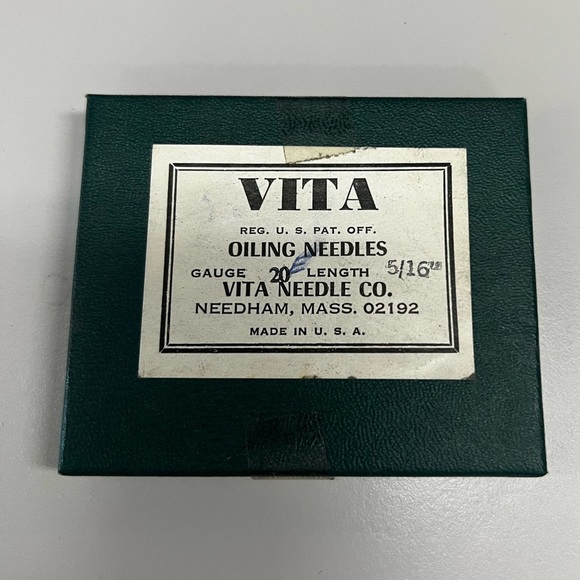 VITA
REG. U. S. PAT. OFF.
OILING NEEDLES
GAUGE 20 LENGTH 5/16"
VITA NEEDLE CO.
NEEDHAM, MASS. 02192
MADE IN U. S. A.